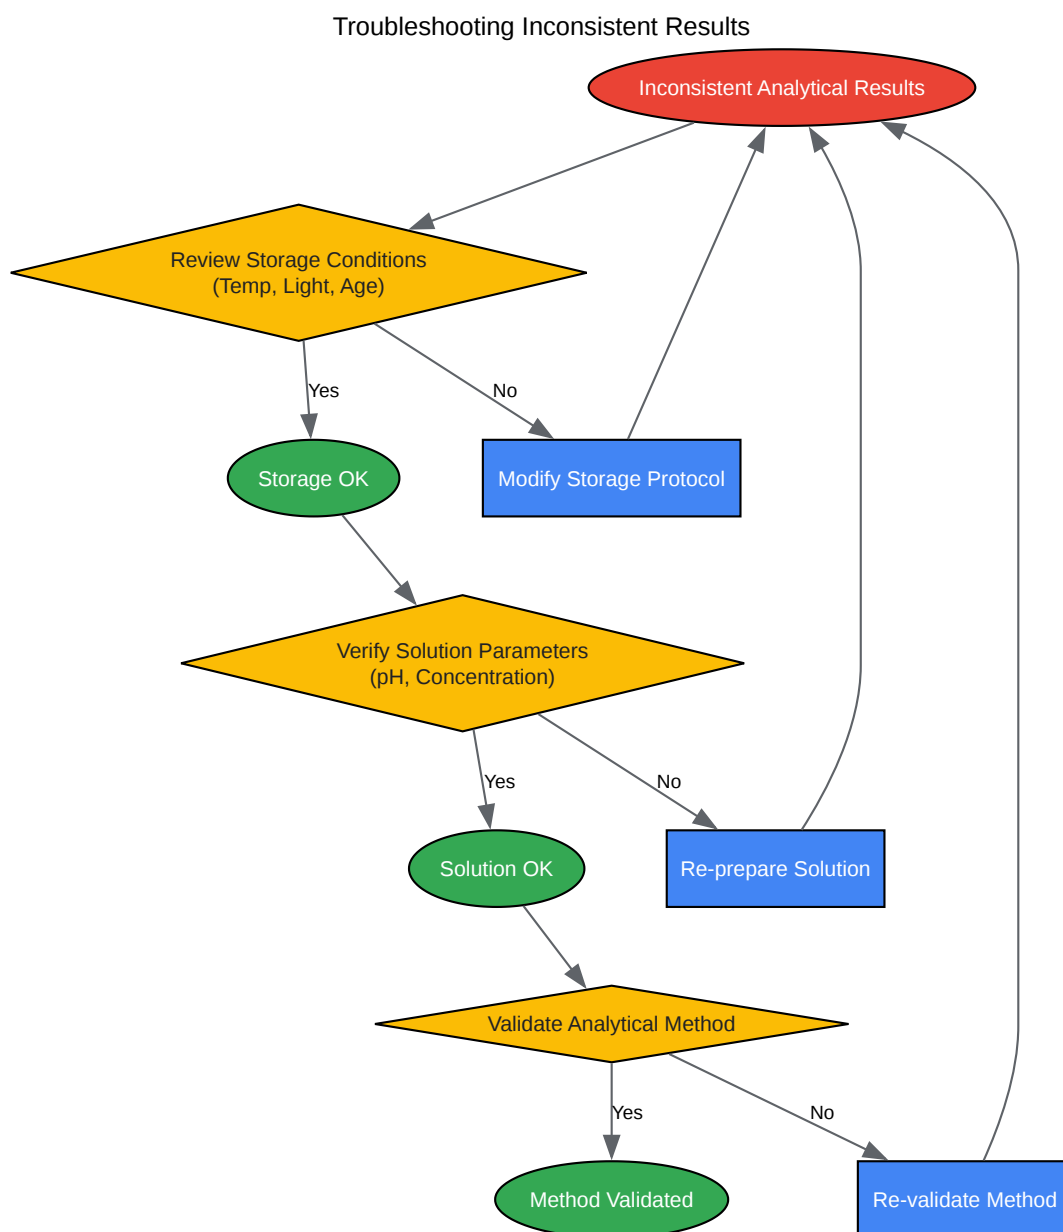 Troubleshooting Inconsistent Results
Inconsistent Analytical Results
Review Storage Conditions
(Temp, Light, Age)
Yes
No
Storage OK
Modify Storage Protocol
Verify Solution Parameters
(pH, Concentration)
Yes
No
Solution OK
Re-prepare Solution
Validate Analytical Method
Yes
No
Method Validated
Re-validate Method